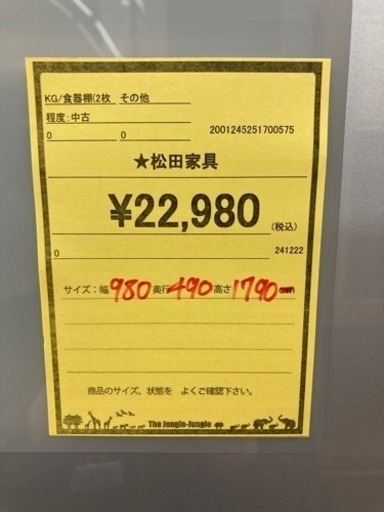 KG/食器棚(2枚 その他
程度:中古
0 0 2001245251700575
★松田家具
¥22,980 (税込)
0 241222
サイズ:幅980奥行490高さ1790
商品のサイズ、状態を よくご確認下さい。
The Jungle-Jungle